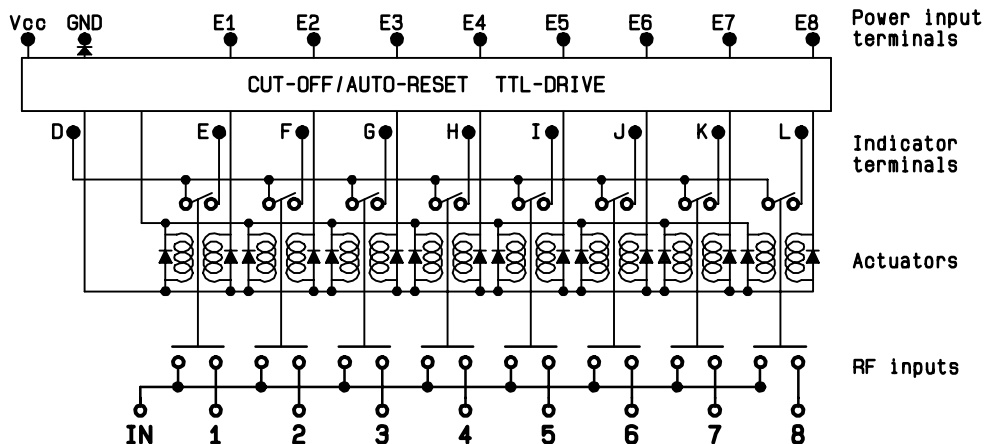 Vcc GND E1 E2 E3 E4 E5 E6 E7 E8 Power input
terminals
CUT-OFF/AUTO-RESET TTL-DRIVE
D E F G H I J K L Indicator
terminals
Actuators
RF inputs
IN 1 2 3 4 5 6 7 8